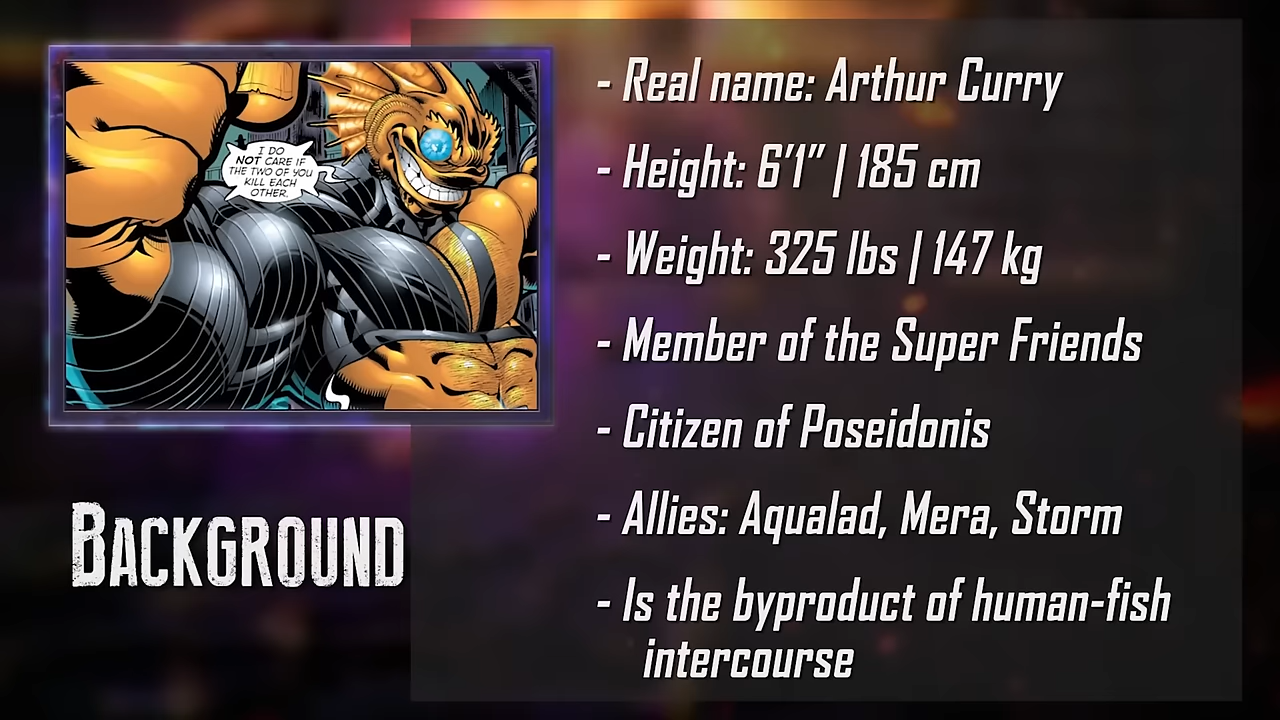 I DO
NOT CARE IF
THE TWO OF YOU
KILL EACH
OTHER.
Background
- Real name: Arthur Curry
- Height: 6'1" | 185 cm
- Weight: 325 lbs | 147 kg
- Member of the Super Friends
- Citizen of Poseidonis
- Allies: Aqualad, Mera, Storm
- Is the byproduct of human-fish
intercourse